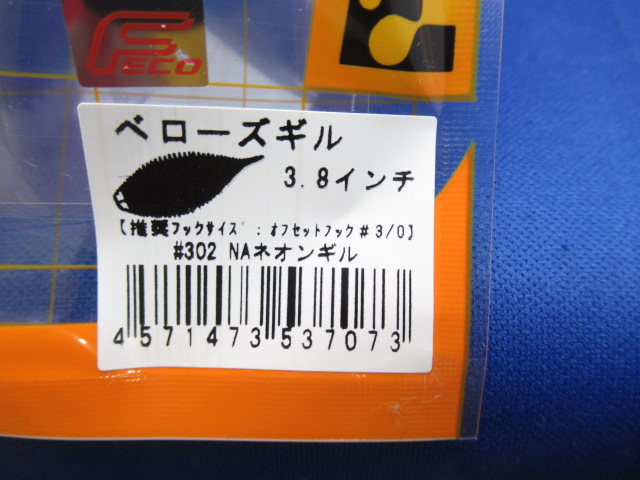 FECO
ベローズギル
3.8インチ
【推奨フックサイズ:オフセットフック#3/0】
#302 NAネオンギル
4571473537073